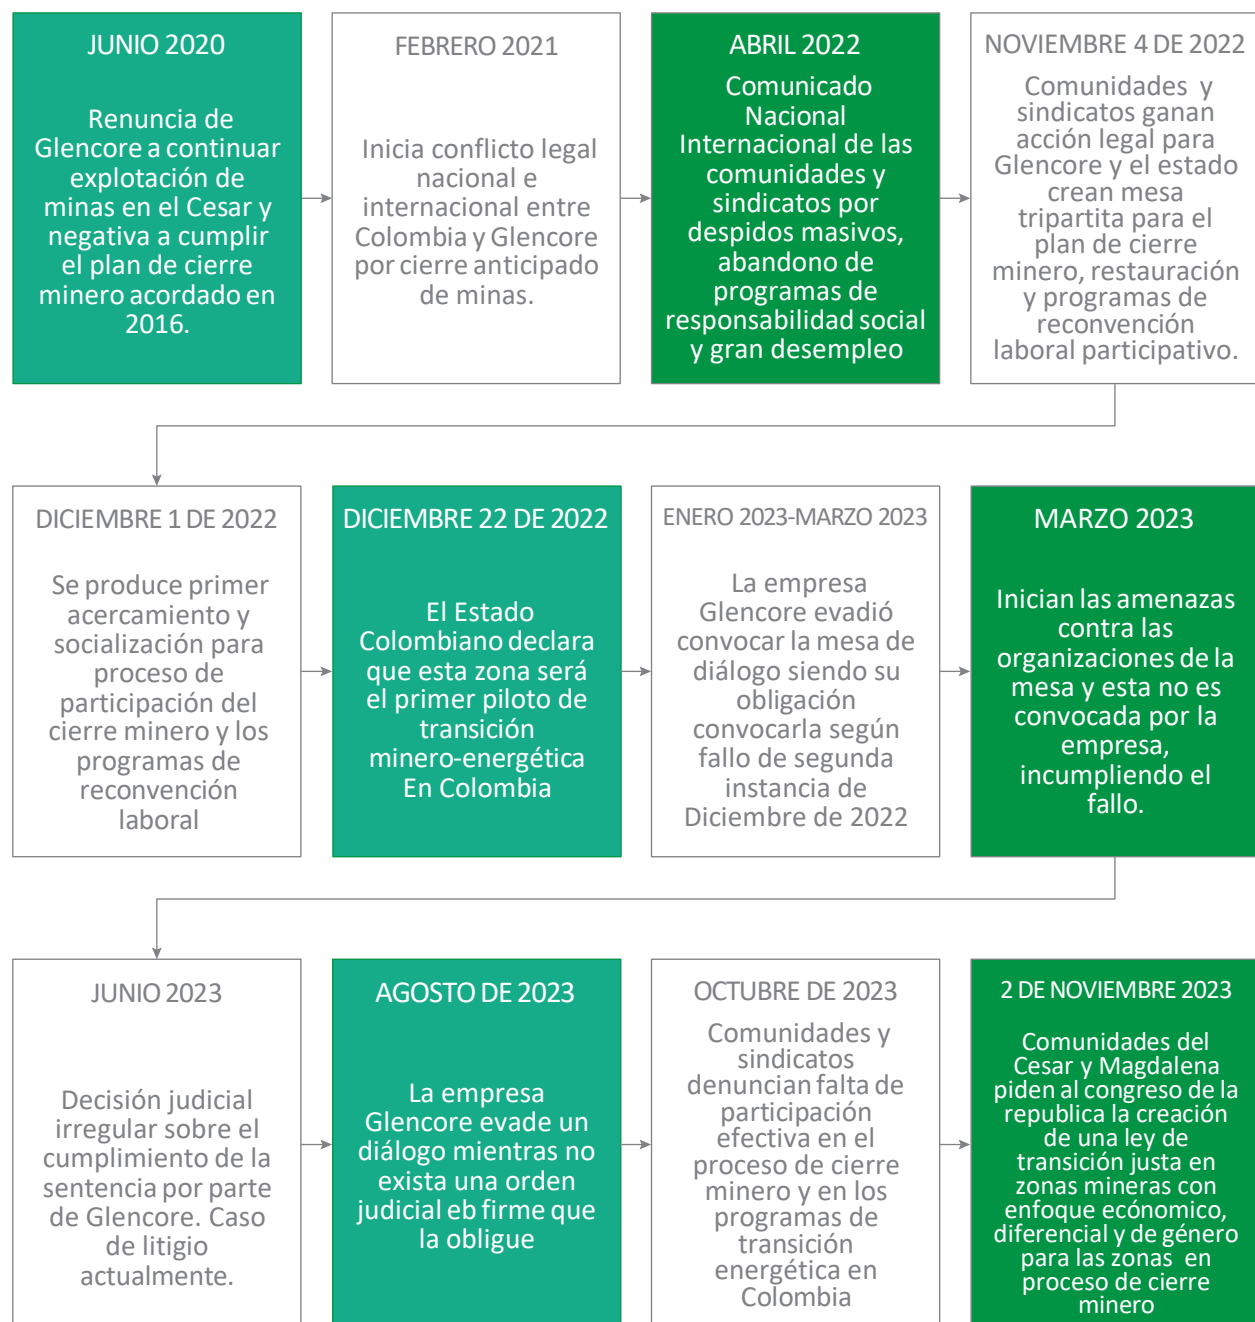 JUNIO 2020
Renuncia de
Glencore a continuar
explotación de
minas en el Cesar y
negativa a cumplir
el plan de cierre
minero acordado en
2016.
FEBRERO 2021
Inicia conflicto legal
nacional e
internacional entre
Colombia y Glencore
por cierre anticipado
de minas.
ABRIL 2022
Comunicado
Nacional
Internacional de las
comunidades y
sindicatos por
despidos masivos,
abandono de
programas de
responsabilidad social
y gran desempleo
NOVIEMBRE 4 DE 2022
Comunidades y
sindicatos ganan
acción legal para
Glencore y el estado
crean mesa
tripartita para el
plan de cierre
minero, restauración
y programas de
reconvención
laboral participativo.
DICIEMBRE 1 DE 2022
Se produce primer
acercamiento y
socialización para
proceso de
participación del
cierre minero y los
programas de
reconvención
laboral
DICIEMBRE 22 DE 2022
El Estado
Colombiano declara
que esta zona será
el primer piloto de
transición
minero-energética
En Colombia
ENERO 2023-MARZO 2023
La empresa
Glencore evadió
convocar la mesa de
diálogo siendo su
obligación
convocarla según
fallo de segunda
instancia de
Diciembre de 2022
MARZO 2023
Inician las amenazas
contra las
organizaciones de la
mesa y esta no es
convocada por la
empresa,
incumpliendo el
fallo.
JUNIO 2023
Decisión judicial
irregular sobre el
cumplimiento de la
sentencia por parte
de Glencore. Caso
de litigio
actualmente.
AGOSTO DE 2023
La empresa
Glencore evade un
diálogo mientras no
exista una orden
judicial eb firme que
la obligue
OCTUBRE DE 2023
Comunidades y
sindicatos
denuncian falta de
participación
efectiva en el
proceso de cierre
minero y en los
programas de
transición
energética en
Colombia
2 DE NOVIEMBRE 2023
Comunidades del
Cesar y Magdalena
piden al congreso de la
republica la creación
de una ley de
transición justa en
zonas mineras con
enfoque ecónomico,
diferencial y de género
para las zonas en
proceso de cierre
minero